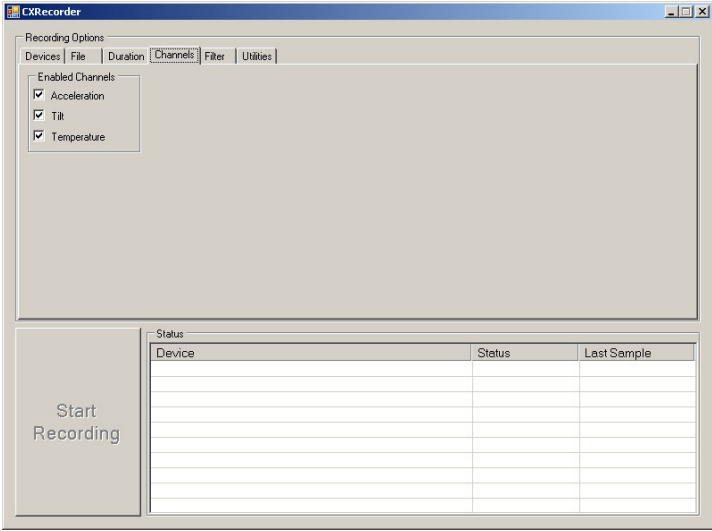 CXRecorder
Recording Options
Devices File Duration Channels Filter Utilities
Enabled Channels
Acceleration
Tilt
Temperature
Start
Recording
Status
Device Status Last Sample